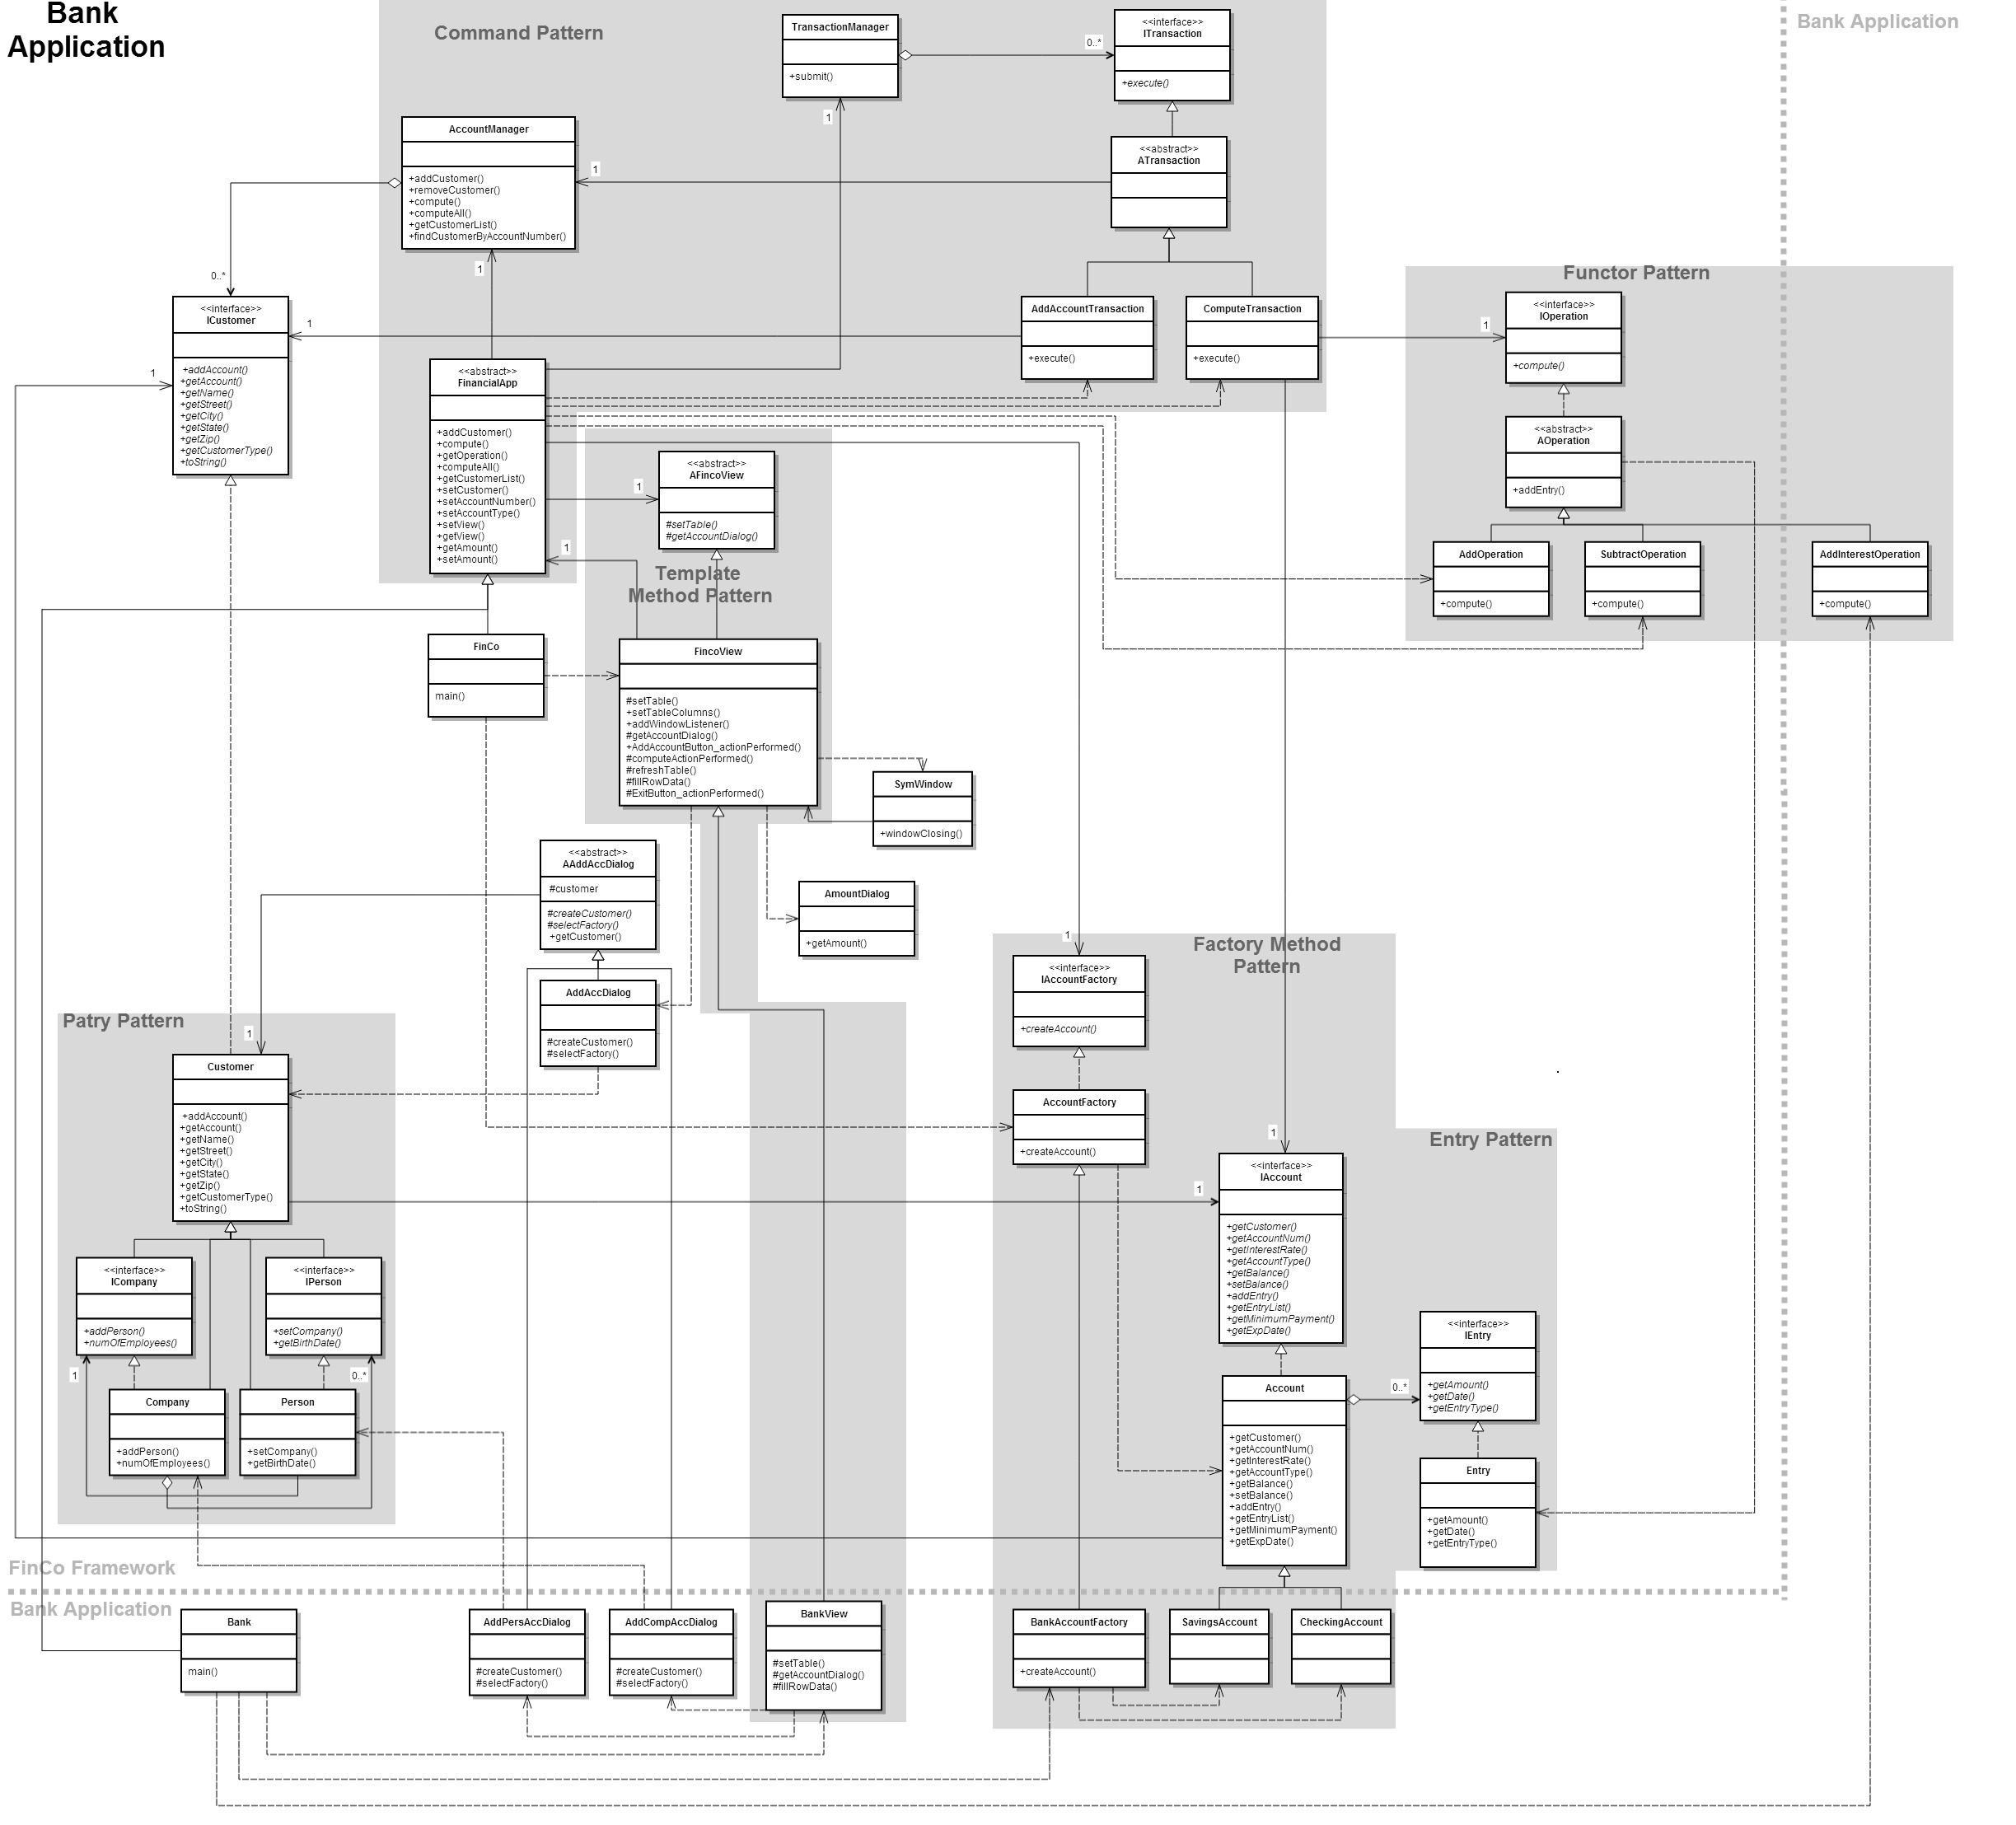 Bank
Application
Command Pattern
Bank Application
TransactionManager
+submit()
0..*
<<interface>>
ITransaction
+execute()
1
AccountManager
+addCustomer()
+removeCustomer()
+compute()
+computeAll()
+getCustomerList()
+findCustomerByAccountNumber()
1
<<abstract>>
ATransaction
1
0..*
<<interface>>
ICustomer
+addAccount()
+getAccount()
+getName()
+getStreet()
+getCity()
+getState()
+getZip()
+getCustomerType()
+toString()
1
1
AddAccountTransaction
+execute()
ComputeTransaction
+execute()
Functor Pattern
1
<<interface>>
IOperation
+compute()
<<abstract>>
AOperation
+addEntry()
AddOperation
+compute()
SubtractOperation
+compute()
AddInterestOperation
+compute()
<<abstract>>
FinancialApp
+addCustomer()
+compute()
+getOperation()
+computeAll()
+getCustomerList()
+setCustomer()
+setAccountNumber()
+setAccountType()
+setView()
+getView()
+getAmount()
+setAmount()
1
<<abstract>>
AFincoView
#setTable()
#getAccountDialog()
1
Template
Method Pattern
FinCo
main()
FincoView
#setTable()
+setTableColumns()
+addWindowListener()
#getAccountDialog()
+AddAccountButton_actionPerformed()
#computeActionPerformed()
#refreshTable()
#fillRowData()
#ExitButton_actionPerformed()
SymWindow
+windowClosing()
<<abstract>>
AAddAccDialog
#customer
#createCustomer()
#selectFactory()
+getCustomer()
AmountDialog
+getAmount()
AddAccDialog
#createCustomer()
#selectFactory()
1
Factory Method
Pattern
<<interface>>
IAccountFactory
+createAccount()
AccountFactory
+createAccount()
Patry Pattern
1
Customer
+addAccount()
+getAccount()
+getName()
+getStreet()
+getCity()
+getState()
+getZip()
+getCustomerType()
+toString()
Entry Pattern
1
1
<<interface>>
IAccount
+getCustomer()
+getAccountNum()
+getInterestRate()
+getAccountType()
+getBalance()
+setBalance()
+addEntry()
+getEntryList()
+getMinimumPayment()
+getExpDate()
<<interface>>
ICompany
+addPerson()
+numOfEmployees()
<<interface>>
IPerson
+setCompany()
+getBirthDate()
1
0..*
Company
+addPerson()
+numOfEmployees()
Person
+setCompany()
+getBirthDate()
<<interface>>
IEntry
+getAmount()
+getDate()
+getEntryType()
0..*
Account
+getCustomer()
+getAccountNum()
+getInterestRate()
+getAccountType()
+getBalance()
+setBalance()
+addEntry()
+getEntryList()
+getMinimumPayment()
+getExpDate()
Entry
+getAmount()
+getDate()
+getEntryType()
FinCo Framework
Bank Application
Bank
main()
AddPersAccDialog
#createCustomer()
#selectFactory()
AddCompAccDialog
#createCustomer()
#selectFactory()
BankView
#setTable()
#getAccountDialog()
#fillRowData()
BankAccountFactory
+createAccount()
SavingsAccount
CheckingAccount